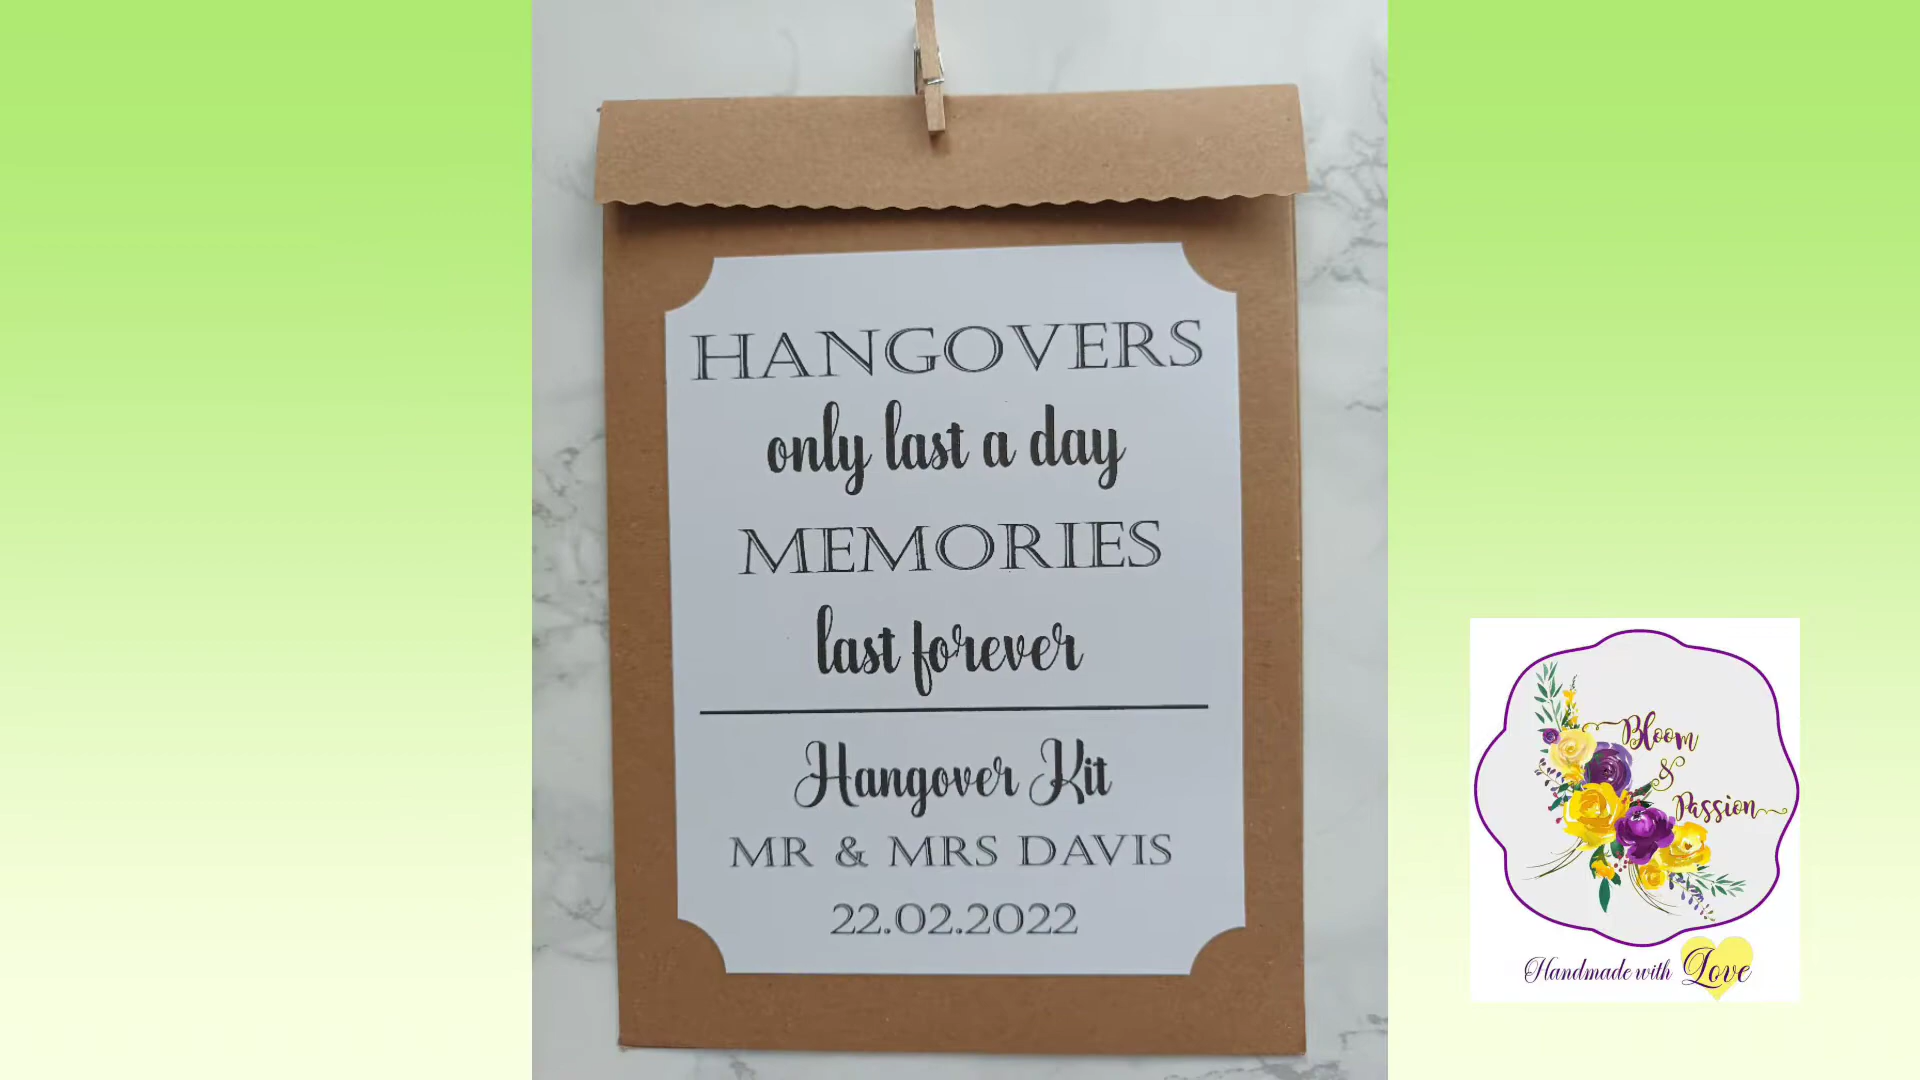 HANGOVERS
only last a day
MEMORIES
last forever
Hangover Kit
MR & MRS DAVIS
22.02.2022
Bloom
&
Passion
Handmade with Love